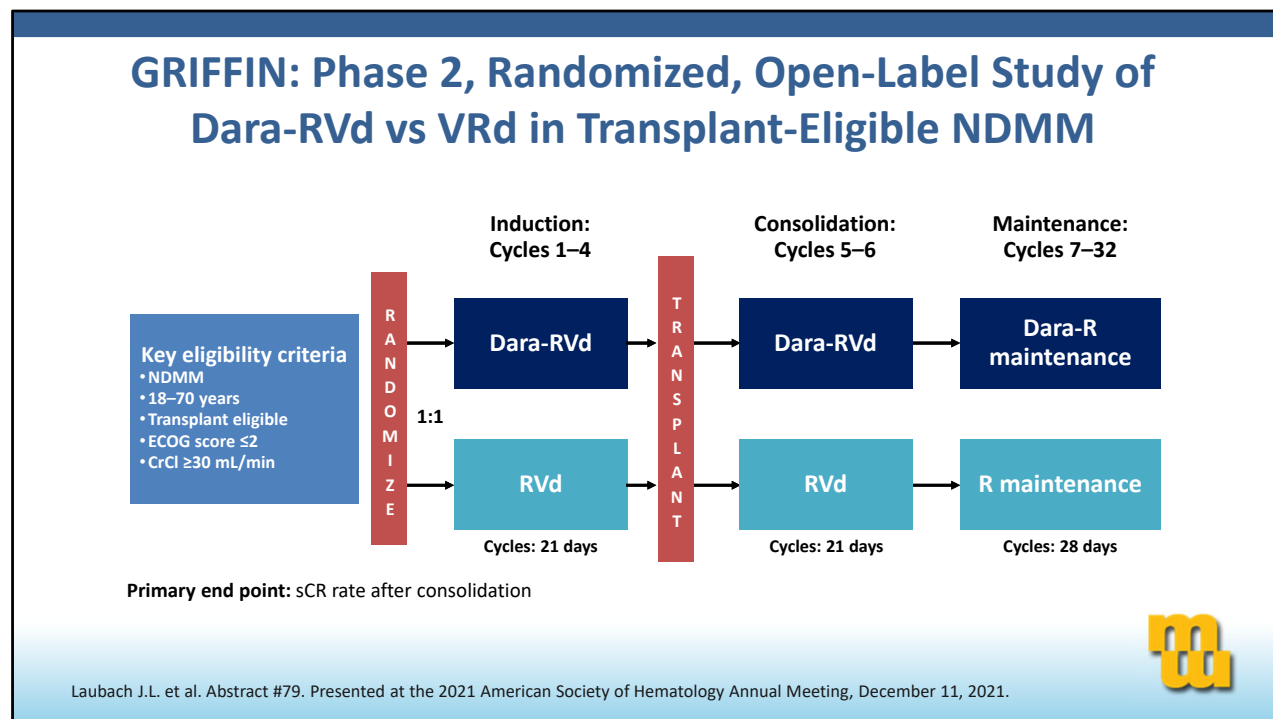 GRIFFIN: Phase 2, Randomized, Open-Label Study of
Dara-RVd vs VRd in Transplant-Eligible NDMM
Induction:
Cycles 1–4
Consolidation:
Cycles 5–6
Maintenance:
Cycles 7–32
Key eligibility criteria
•NDMM
•18–70 years
•Transplant eligible
•ECOG score ≤2
•CrCl ≥30 mL/min
R
A
N
D
O
M
I
Z
E
1:1
Dara-RVd
RVd
Cycles: 21 days
T
R
A
N
S
P
L
A
N
T
Dara-RVd
RVd
Cycles: 21 days
Dara-R
maintenance
R maintenance
Cycles: 28 days
Primary end point: sCR rate after consolidation
mw
Laubach J.L. et al. Abstract #79. Presented at the 2021 American Society of Hematology Annual Meeting, December 11, 2021.